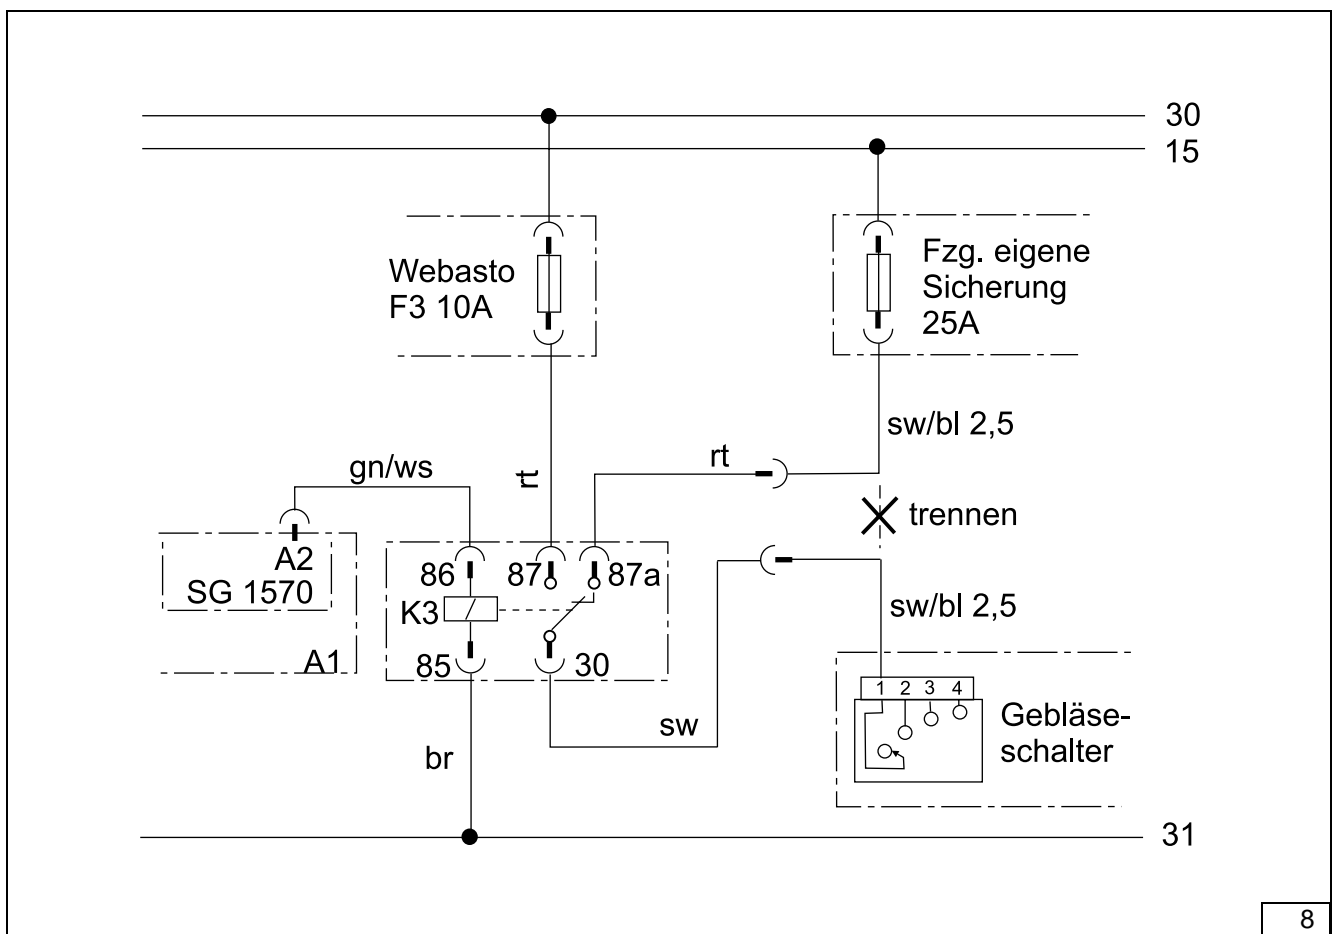 30
15
Webasto
F3 10A
Fzg. eigene
Sicherung
25A
sw/bl 2,5
gn/ws
rt
rt
trennen
A2
SG 1570
A1
86
87
87a
K3
85
30
sw/bl 2,5
1 2 3 4
Gebläse-
schalter
sw
br
31
8